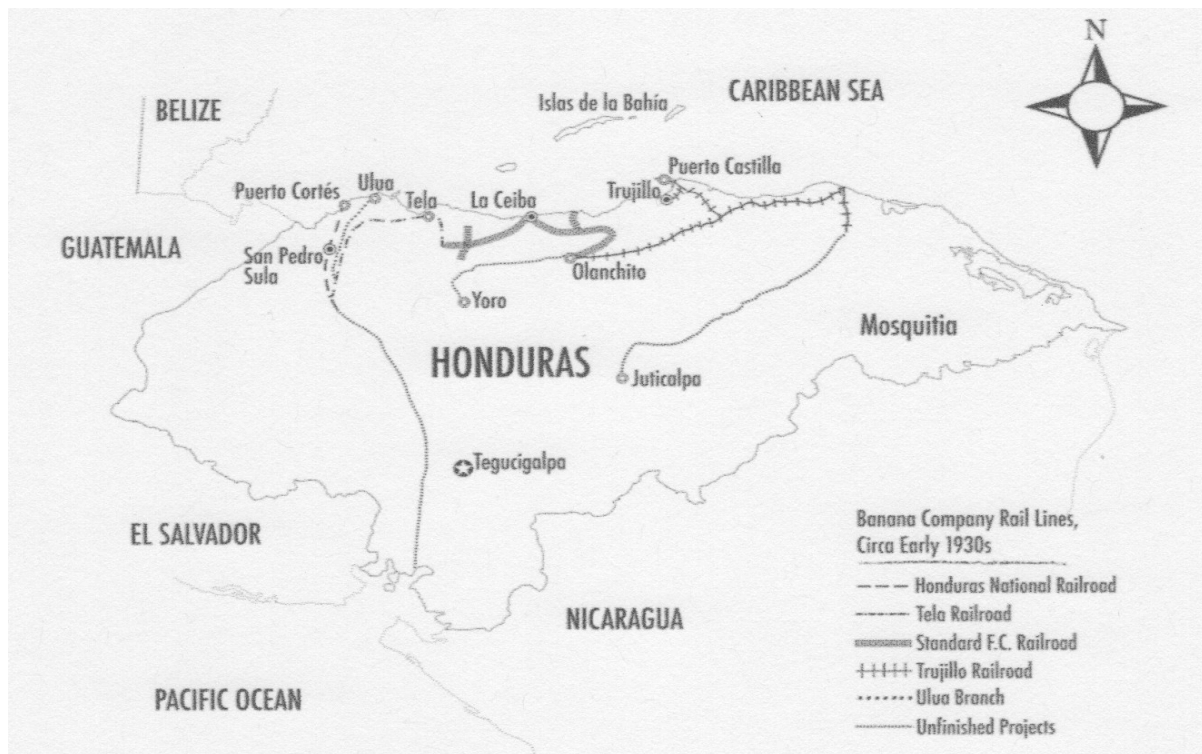 N
CARIBBEAN SEA
Islas de la Bahía
BELIZE
Puerto Castilla
Ulua
Puerto Cortés
Trujillo
Tela
La Ceiba
GUATEMALA
San Pedro
Sula
Olanchito
Yoro
Mosquitia
HONDURAS
Juticalpa
Tegucigalpa
Banana Company Rail Lines,
Circa Early 1930s
EL SALVADOR
Honduras National Railroad
Tela Railroad
NICARAGUA
Standard F.C. Railroad
Trujillo Railroad
PACIFIC OCEAN
Ulua Branch
Unfinished Projects